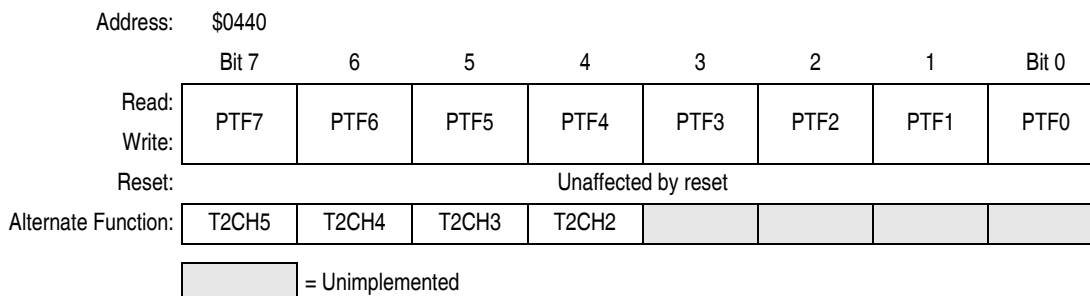 Address: $0440
Bit 7 6 5 4 3 2 1 Bit 0
Read:
PTF7 PTF6 PTF5 PTF4 PTF3 PTF2 PTF1 PTF0
Write:
Reset: Unaffected by reset
Alternate Function: T2CH5 T2CH4 T2CH3 T2CH2
= Unimplemented